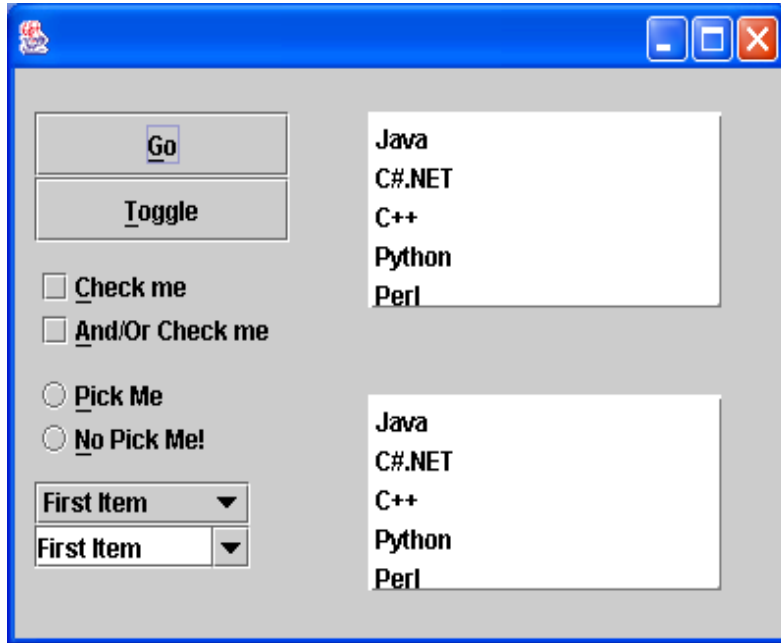 Go
Toggle
Check me
And/Or Check me
Pick Me
No Pick Me!
First Item
First Item
Java
C#.NET
C++
Python
Perl
Java
C#.NET
C++
Python
Perl